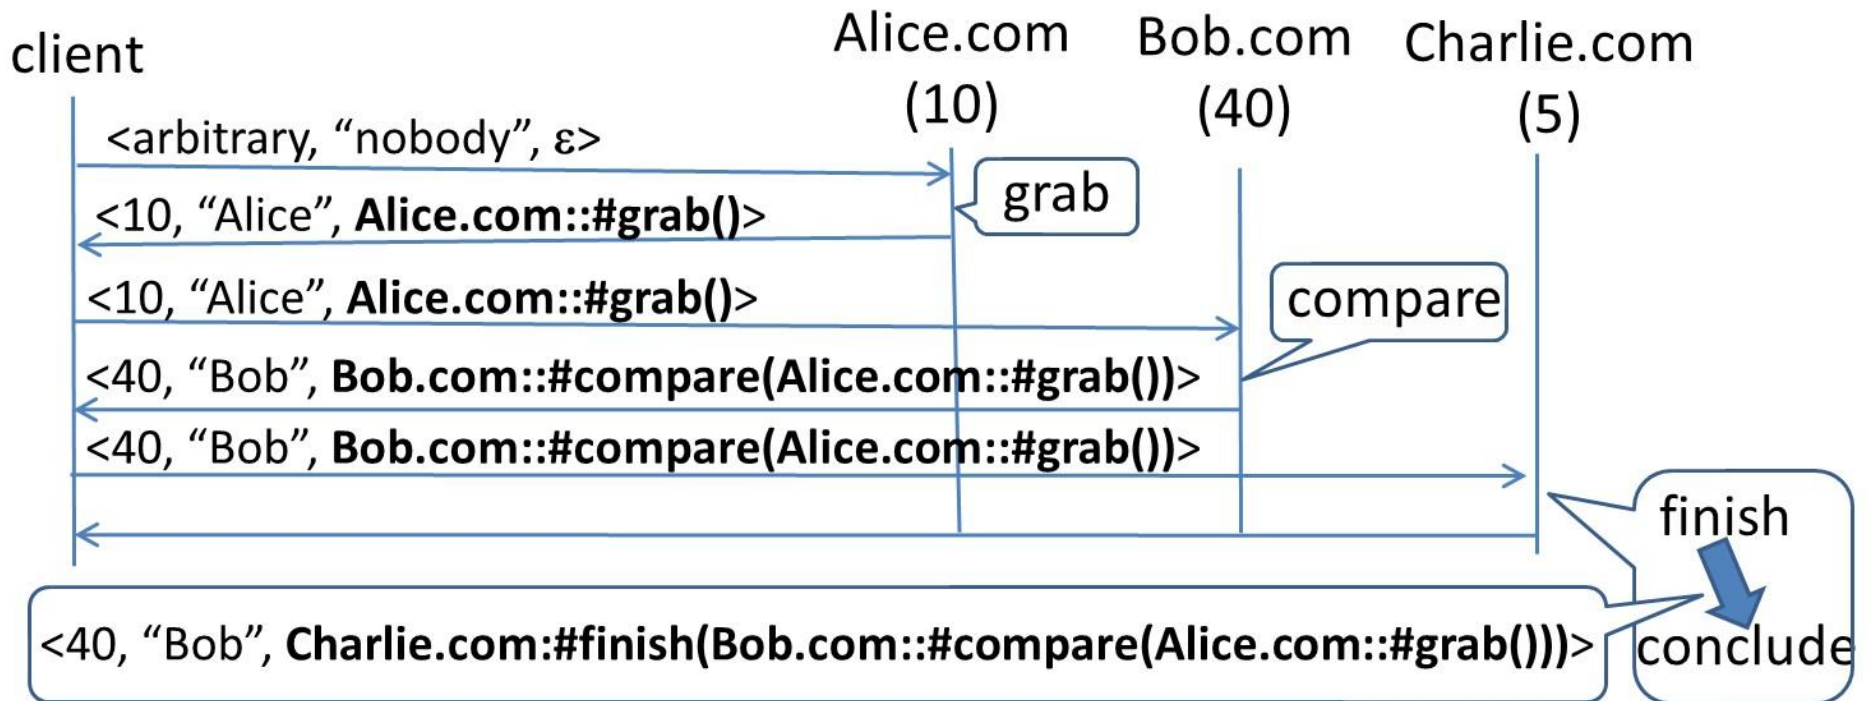 client
Alice.com
(10)
Bob.com
(40)
Charlie.com
(5)
<arbitrary, “nobody”, ε>
grab
<10, “Alice”, Alice.com::#grab()>
<10, “Alice”, Alice.com::#grab()>
compare
<40, “Bob”, Bob.com::#compare(Alice.com::#grab())>
<40, “Bob”, Bob.com::#compare(Alice.com::#grab())>
finish
<40, “Bob”, Charlie.com:#finish(Bob.com::#compare(Alice.com::#grab()))>
conclude